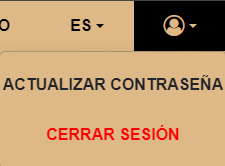 O ES
ACTUALIZAR CONTRASEÑA
CERRAR SESIÓN